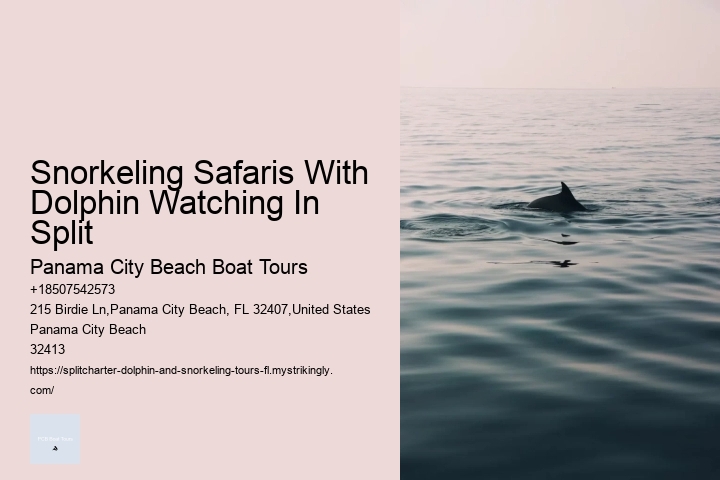 Snorkeling Safaris With
Dolphin Watching In
Split
Panama City Beach Boat Tours
+18507542573
215 Birdie Ln,Panama City Beach, FL 32407,United States
Panama City Beach
32413
https://splitcharter-dolphin-and-snorkeling-tours-fl.mystrikingly.
com/